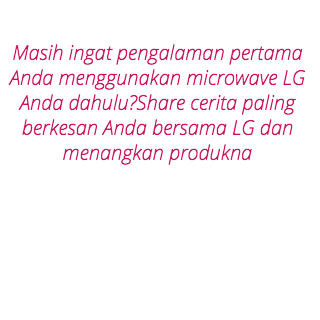 Masih ingat pengalaman pertama
Anda menggunakan microwave LG
Anda dahulu?Share cerita paling
berkesan Anda bersama LG dan
menangkan produkna